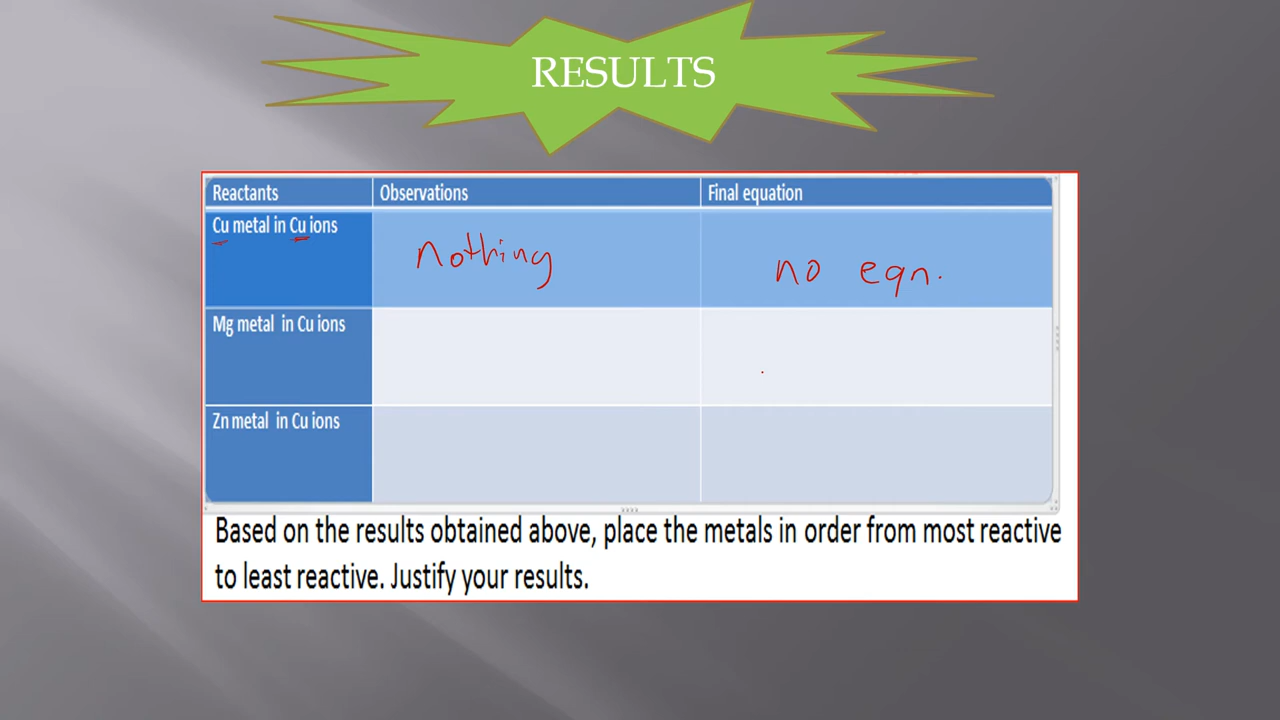 RESULTS
Reactants Observations Final equation
Cu metal in Cu ions nothing no eqn.
Mg metal in Cu ions
Zn metal in Cu ions
Based on the results obtained above, place the metals in order from most reactive
to least reactive. Justify your results.